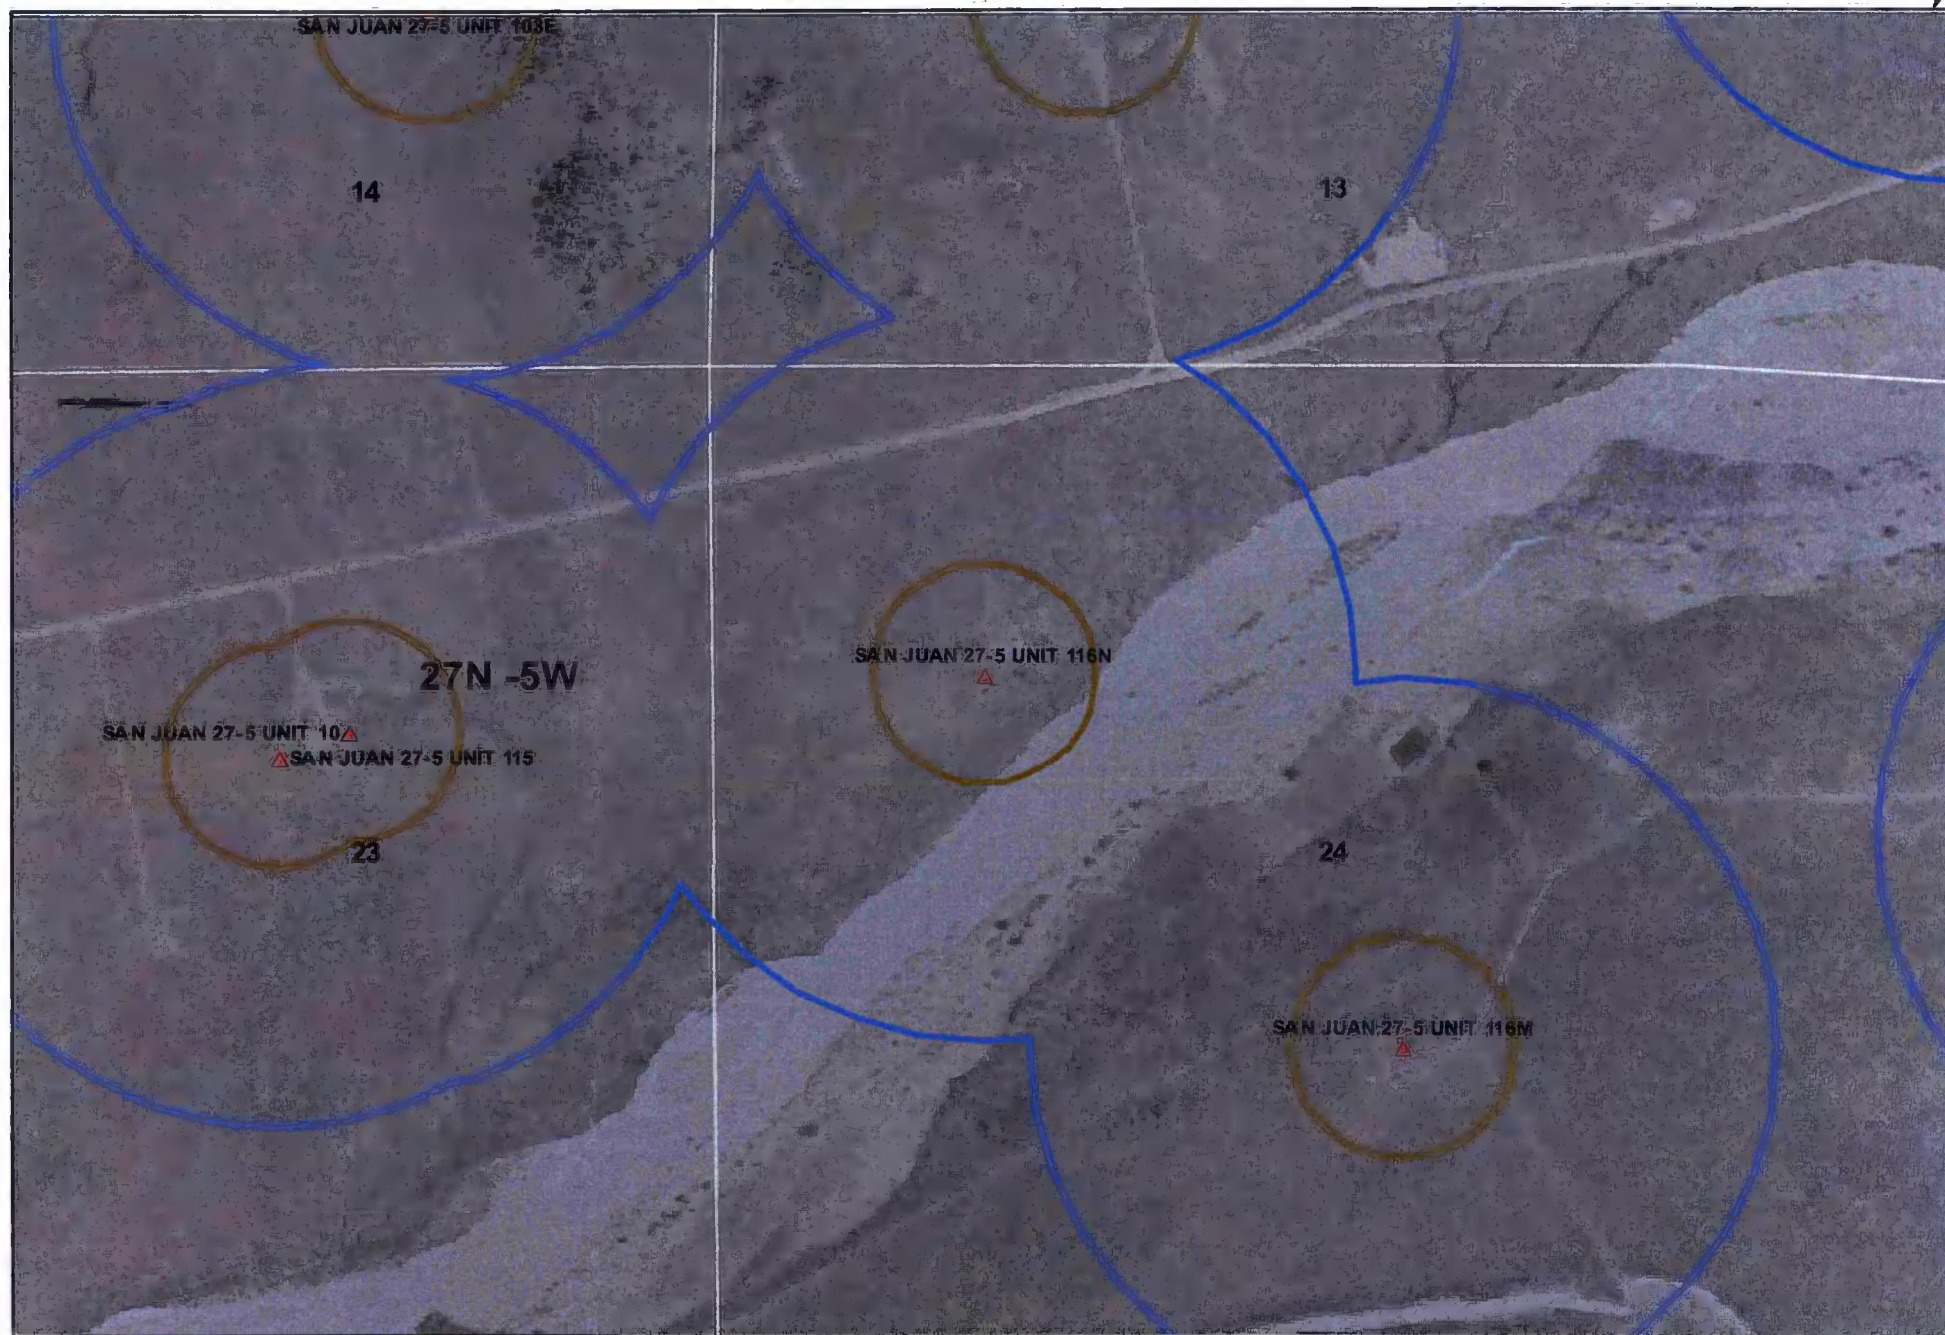 SAN JUAN 27-5 UNIT 103E
14
13
SAN JUAN 27-5 UNIT 116N
27N -5W
SAN JUAN 27-5 UNIT 10
SAN JUAN 27-5 UNIT 115
23
24
SAN JUAN 27-5 UNIT 116M